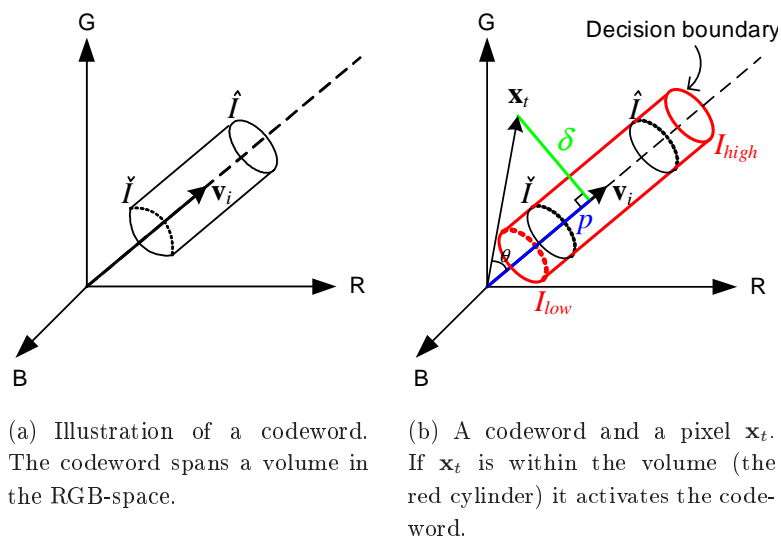 G
Î
Ǐ
v_i
R
B
(a) Illustration of a codeword.
The codeword spans a volume in
the RGB-space.
G
Decision boundary
x_t
Î
δ
I_high
Ǐ
v_i
p
θ
R
I_low
B
(b) A codeword and a pixel x_t.
If x_t is within the volume (the
red cylinder) it activates the code-
word.